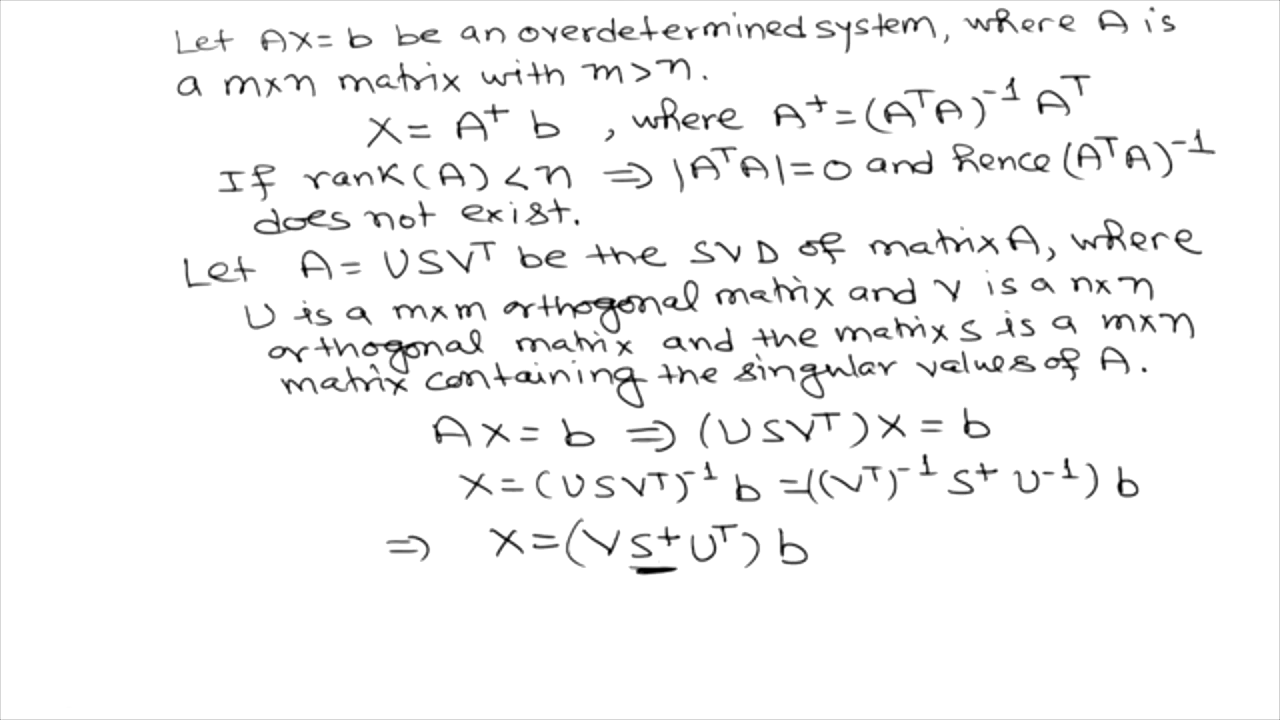 Let AX = b be an overdetermined system, where A is
a m×n matrix with m>n.
X = A⁺ b , where A⁺ = (AᵀA)⁻¹ Aᵀ
If rank(A) < n ⇒ |AᵀA| = 0 and hence (AᵀA)⁻¹
does not exist.
Let A = USVᵀ be the SVD of matrix A, where
U is a m×m orthogonal matrix and V is a n×n
orthogonal matrix and the matrix S is a m×n
matrix containing the singular values of A.
AX = b ⇒ (USVᵀ)X = b
X = (USVᵀ)⁻¹ b = ((Vᵀ)⁻¹ S⁺ U⁻¹) b
⇒ X = (VS⁺Uᵀ) b